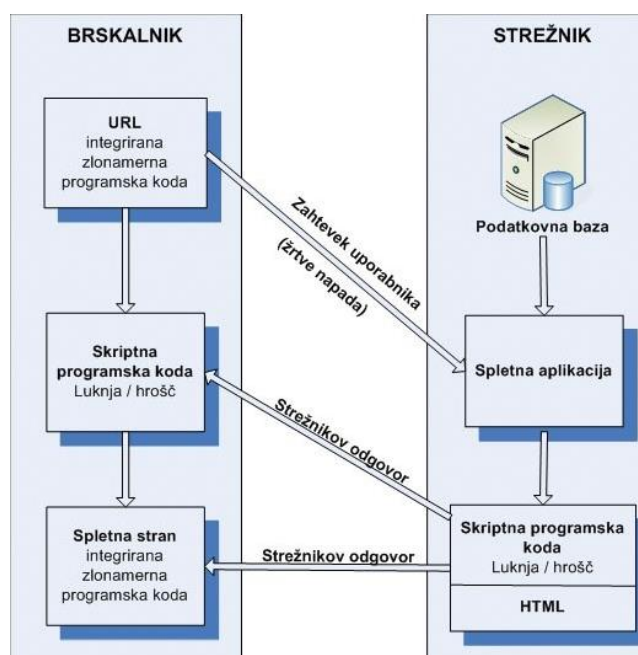 BRSKALNIK
URL
integrirana
zlonamerna
programska koda
Skriptna
programska koda
Luknja / hrošč
Spletna stran
integrirana
zlonamerna
programska koda
Zahtevek uporabnika
(žrtve napada)
Strežnikov odgovor
Strežnikov odgovor
STREŽNIK
Podatkovna baza
Spletna aplikacija
Skriptna programska
koda
Luknja / hrošč
HTML